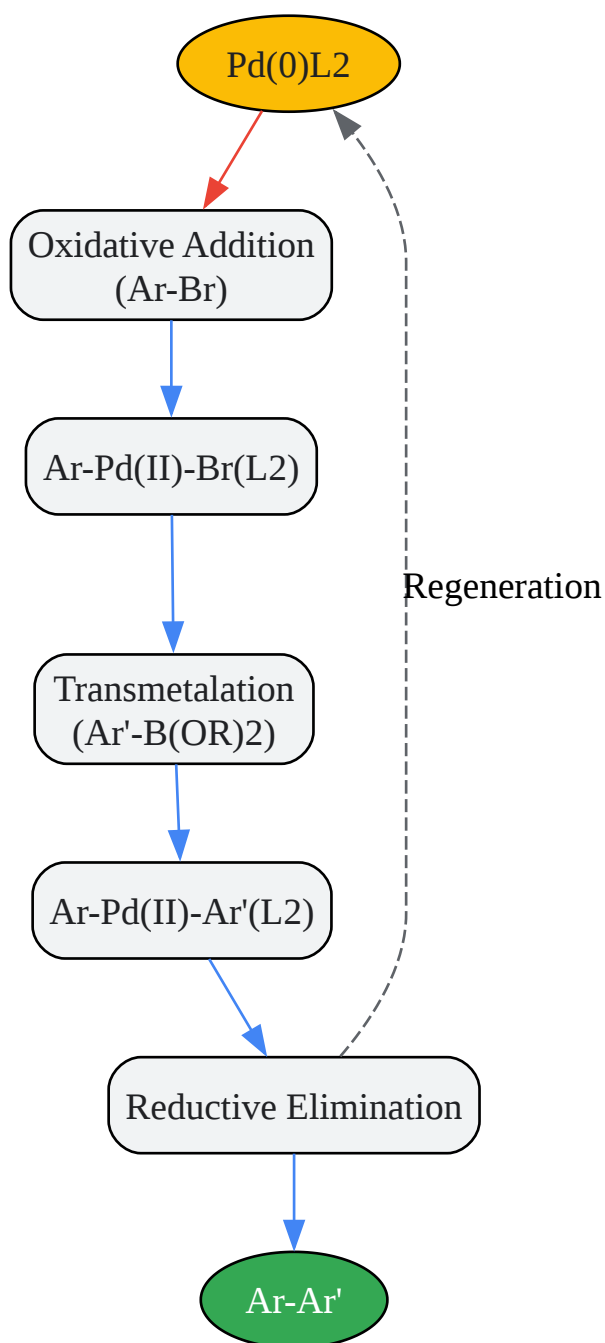 Pd(0)L2
Oxidative Addition
(Ar-Br)
Ar-Pd(II)-Br(L2)
Regeneration
Transmetalation
(Ar'-B(OR)2)
Ar-Pd(II)-Ar'(L2)
Reductive Elimination
Ar-Ar'